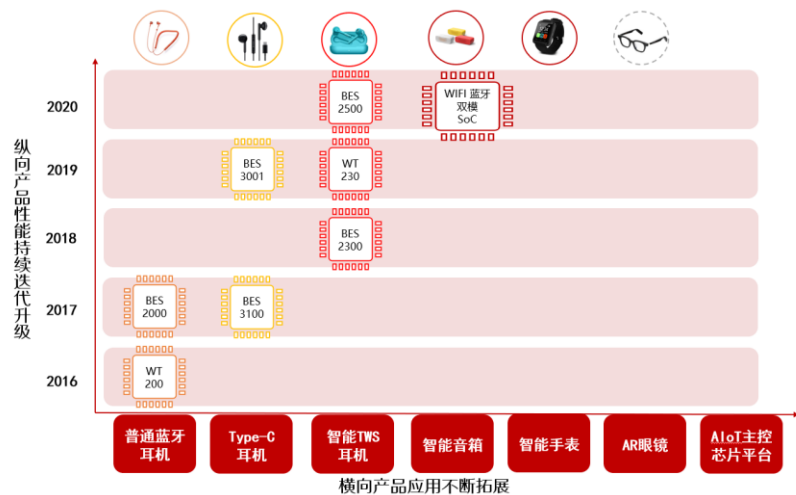 2020
BES
2500
WIFI 蓝牙
双模
SoC
纵向产品性能持续迭代升级
2019
BES
3001
WT
230
2018
BES
2300
2017
BES
2000
BES
3100
2016
WT
200
普通蓝牙
耳机
Type-C
耳机
智能TWS
耳机
智能音箱
智能手表
AR眼镜
AIoT主控
芯片平台
横向产品应用不断拓展